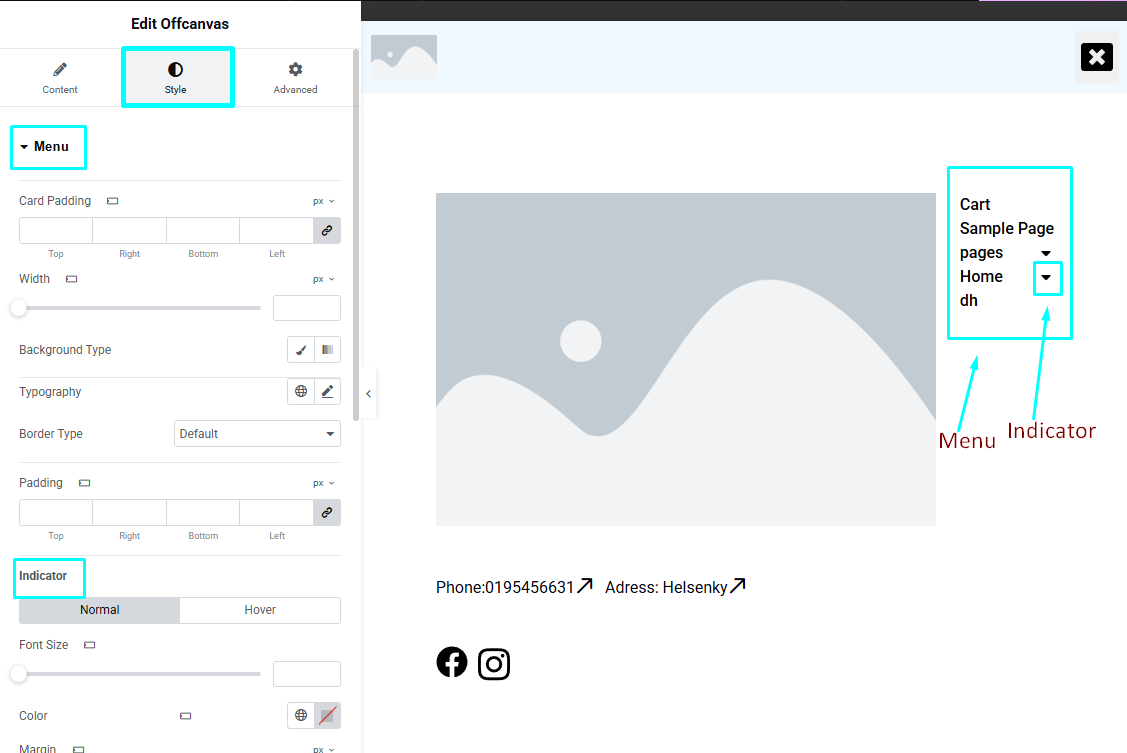 Edit Offcanvas
Content
Style
Advanced
Menu
Card Padding px
Top Right Bottom Left
Width px
Background Type
Typography
Border Type Default
Padding px
Top Right Bottom Left
Indicator
Normal Hover
Font Size
Color
Margin px
Cart
Sample Page
pages
Home
dh
Menu
Indicator
Phone:0195456631 Adress: Helsenky